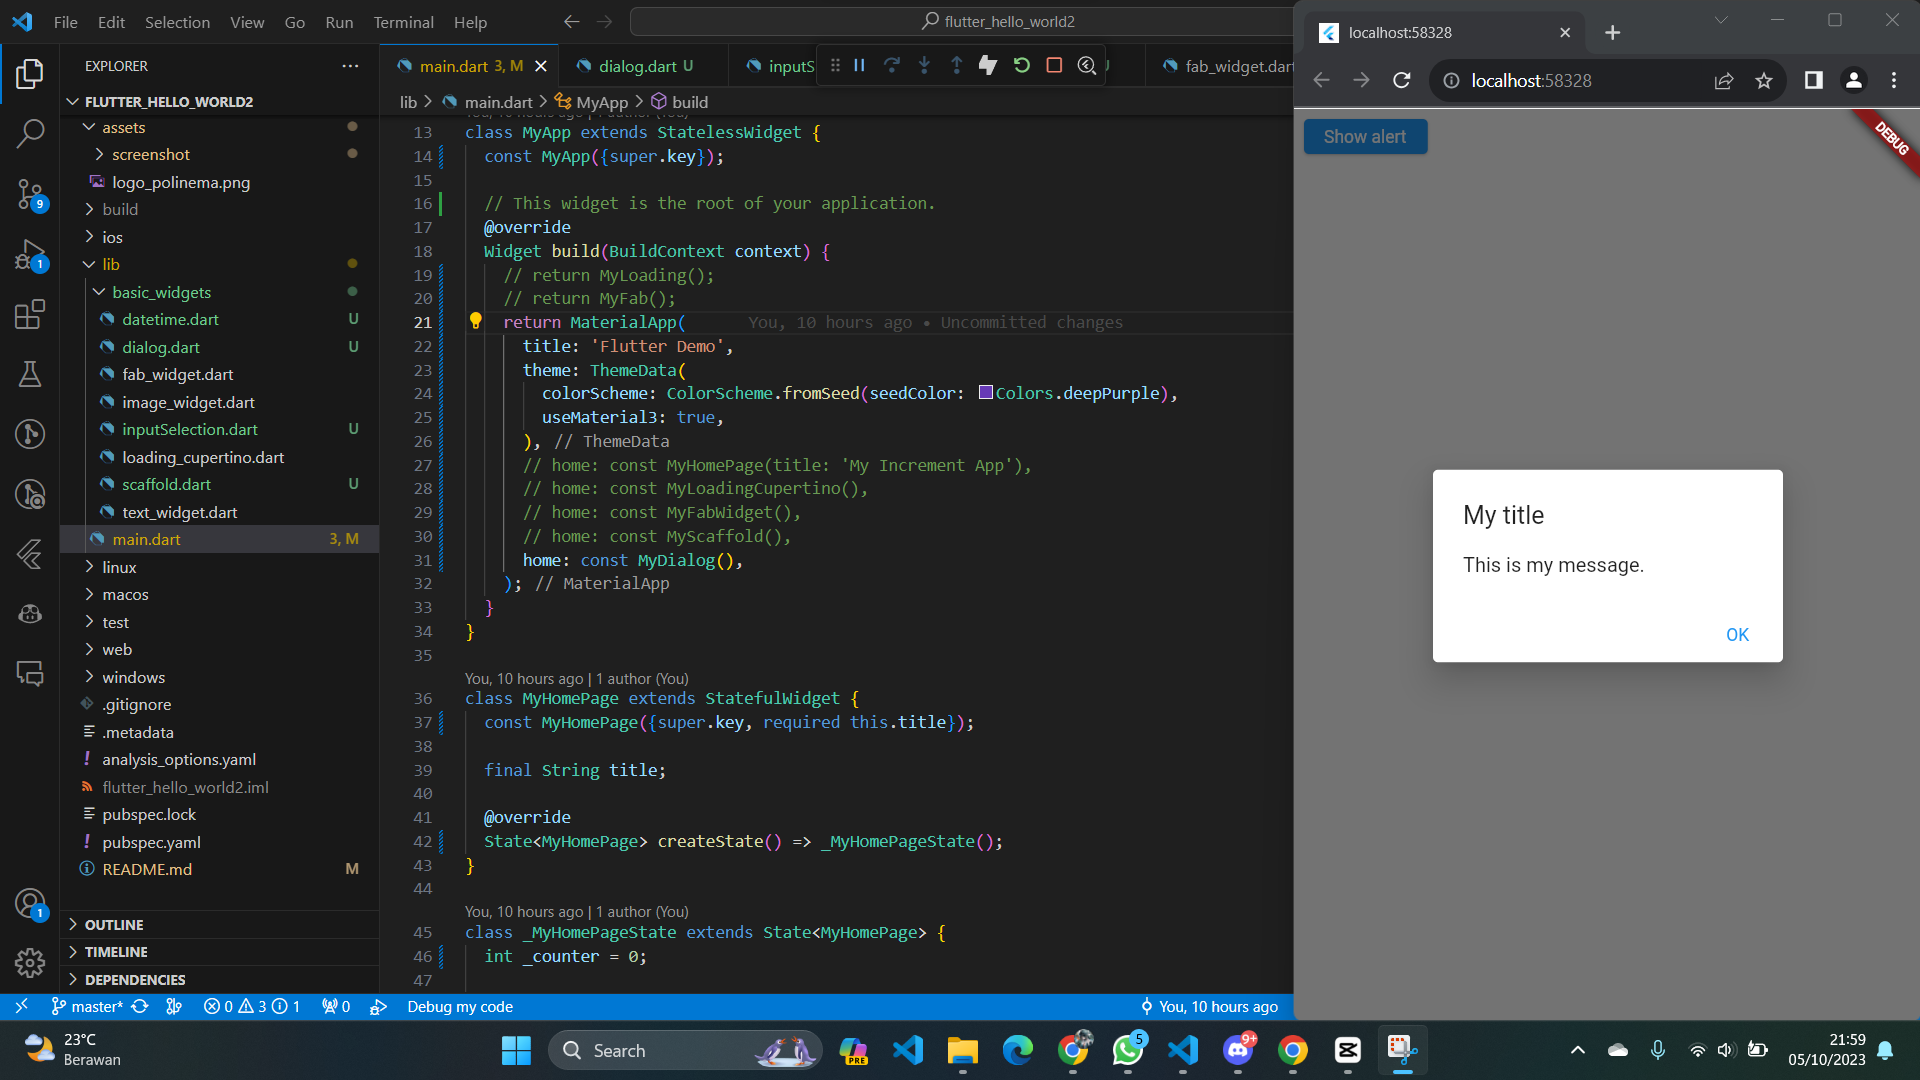 File Edit Selection View Go Run Terminal Help
flutter_hello_world2
EXPLORER
FLUTTER_HELLO_WORLD2
assets
screenshot
logo_polinema.png
build
ios
lib
basic_widgets
datetime.dart U
dialog.dart U
fab_widget.dart
image_widget.dart
inputSelection.dart U
loading_cupertino.dart
scaffold.dart U
text_widget.dart
main.dart 3, M
linux
macos
test
web
windows
.gitignore
.metadata
analysis_options.yaml
flutter_hello_world2.iml
pubspec.lock
pubspec.yaml
README.md M
OUTLINE
TIMELINE
DEPENDENCIES
9
1
1
main.dart 3, M
dialog.dart U
inputS
U
fab_widget.dart
lib > main.dart > MyApp > build
13 class MyApp extends StatelessWidget {
14 const MyApp({super.key});
15
16 // This widget is the root of your application.
17 @override
18 Widget build(BuildContext context) {
19 // return MyLoading();
20 // return MyFab();
21 return MaterialApp( You, 10 hours ago • Uncommitted changes
22 title: 'Flutter Demo',
23 theme: ThemeData(
24 colorScheme: ColorScheme.fromSeed(seedColor: Colors.deepPurple),
25 useMaterial3: true,
26 ), // ThemeData
27 // home: const MyHomePage(title: 'My Increment App'),
28 // home: const MyLoadingCupertino(),
29 // home: const MyFabWidget(),
30 // home: const MyScaffold(),
31 home: const MyDialog(),
32 ); // MaterialApp
33 }
34 }
35
You, 10 hours ago | 1 author (You)
36 class MyHomePage extends StatefulWidget {
37 const MyHomePage({super.key, required this.title});
38
39 final String title;
40
41 @override
42 State<MyHomePage> createState() => _MyHomePageState();
43 }
44
You, 10 hours ago | 1 author (You)
45 class _MyHomePageState extends State<MyHomePage> {
46 int _counter = 0;
47
master* 0 3 1 0 Debug my code You, 10 hours ago
localhost:58328
localhost:58328
Show alert
DEBUG
My title
This is my message.
OK
23°C
Berawan
Search
PRE
5
9+
21:59
05/10/2023